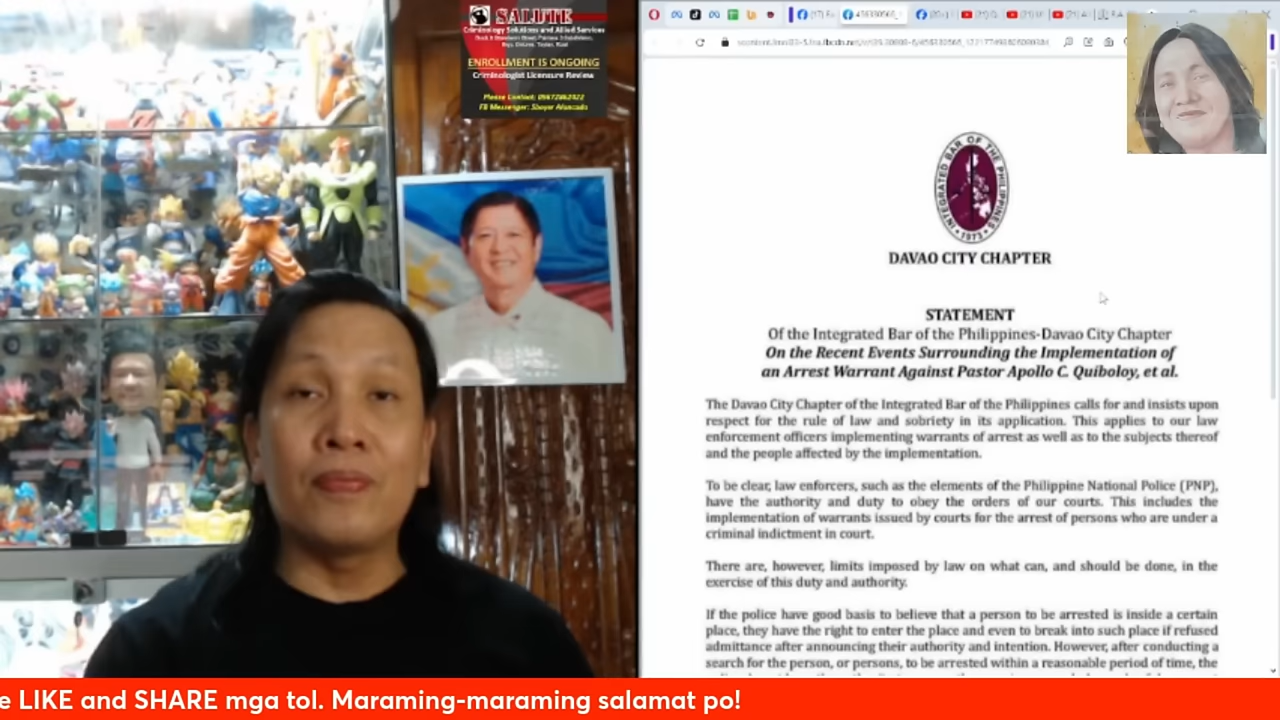 SALUTE
Criminology Solutions and Allied Services
ENROLLMENT IS ONGOING
Criminologist Licensure Review
INTEGRATED BAR OF THE PHILIPPINES
1973
DAVAO CITY CHAPTER
STATEMENT
Of the Integrated Bar of the Philippines-Davao City Chapter
On the Recent Events Surrounding the Implementation of
an Arrest Warrant Against Pastor Apollo C. Quiboloy, et al.
The Davao City Chapter of the Integrated Bar of the Philippines calls for and insists upon
respect for the rule of law and sobriety in its application. This applies to our law
enforcement officers implementing warrants of arrest as well as to the subjects thereof
and the people affected by the implementation.
To be clear, law enforcers, such as the elements of the Philippine National Police (PNP),
have the authority and duty to obey the orders of our courts. This includes the
implementation of warrants issued by courts for the arrest of persons who are under a
criminal indictment in court.
There are, however, limits imposed by law on what can, and should be done, in the
exercise of this duty and authority.
If the police have good basis to believe that a person to be arrested is inside a certain
place, they have the right to enter the place and even to break into such place if refused
admittance after announcing their authority and intention. However, after conducting a
search for the person, or persons, to be arrested within a reasonable period of time, the
e LIKE and SHARE mga tol. Maraming-maraming salamat po!